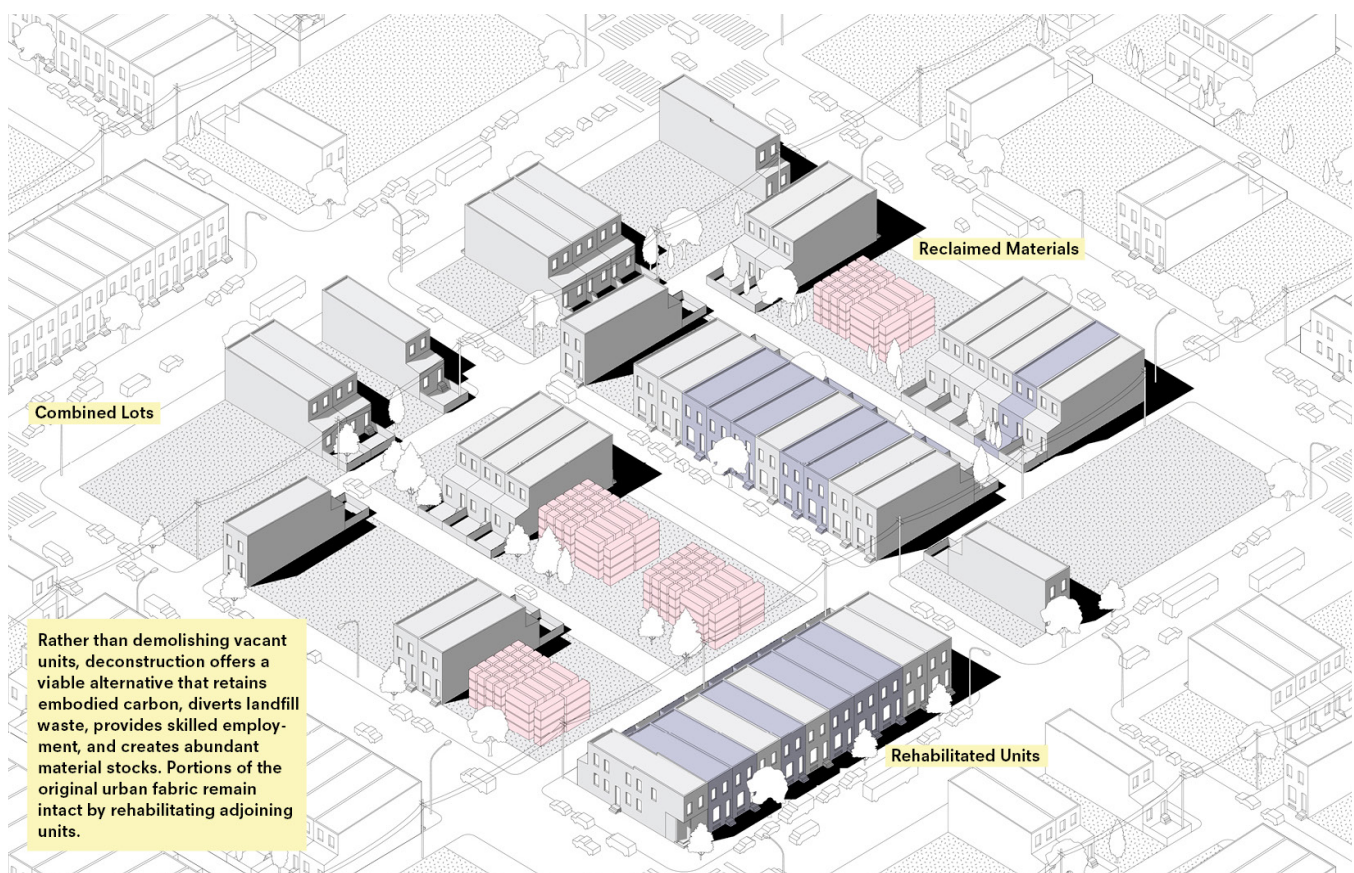 Reclaimed Materials
Combined Lots
Rather than demolishing vacant
units, deconstruction offers a
viable alternative that retains
embodied carbon, diverts landfill
waste, provides skilled employ-
ment, and creates abundant
material stocks. Portions of the
original urban fabric remain
intact by rehabilitating adjoining
units.
Rehabilitated Units